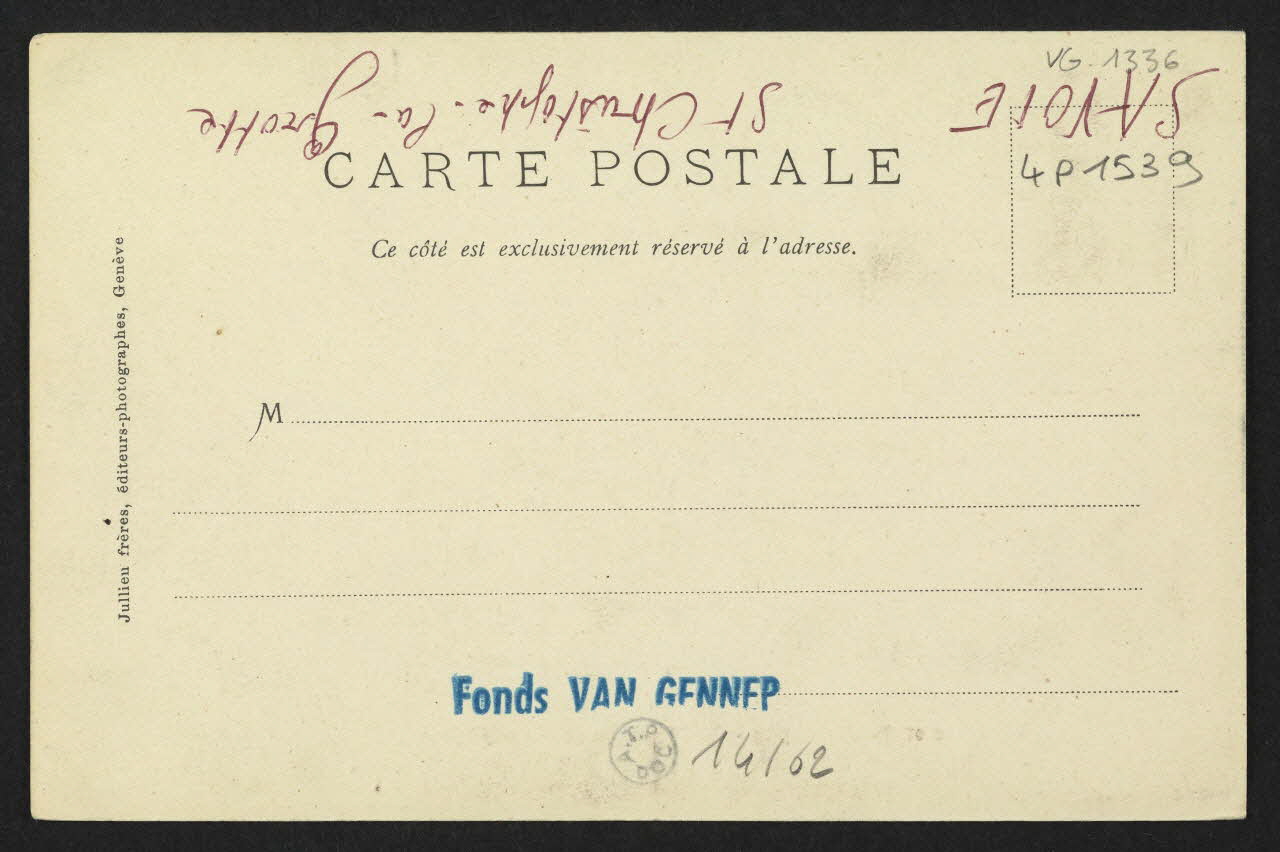 VG. 1336
SAVOIE
St Christophe-la-Grotte
4P1539
CARTE POSTALE
Ce côté est exclusivement réservé à l'adresse.
Jullien frères, éditeurs-photographes, Genève
M
Fonds VAN GENNEP
A.T.P DOC
14/62